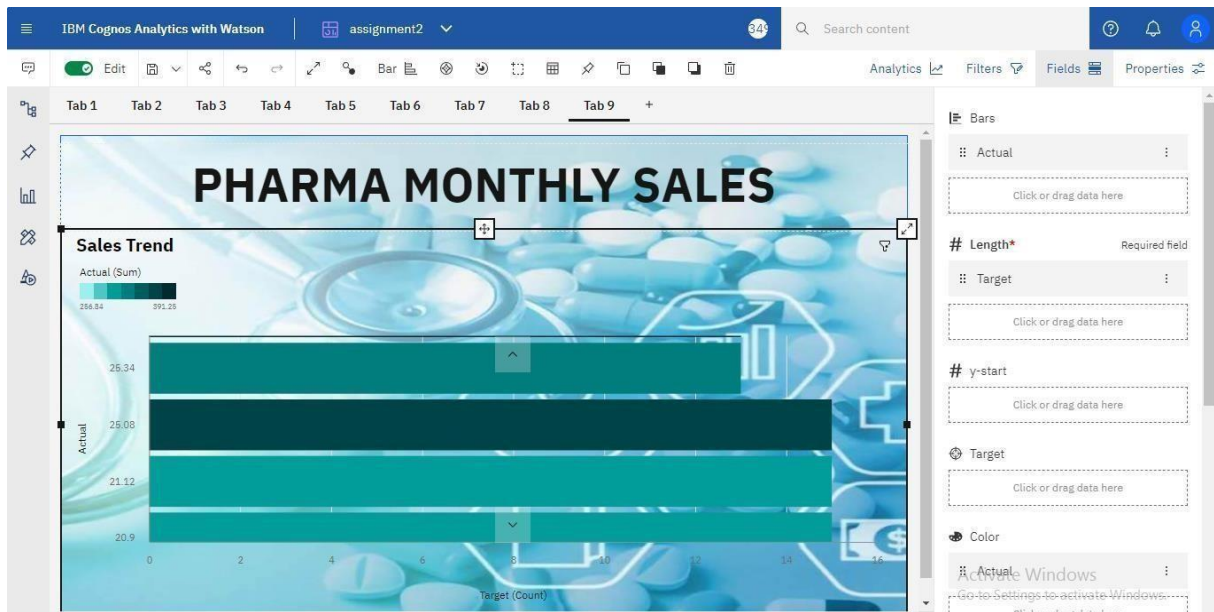 IBM Cognos Analytics with Watson
assignment2
349
Search content
Edit
Bar
Analytics
Filters
Fields
Properties
Tab 1 Tab 2 Tab 3 Tab 4 Tab 5 Tab 6 Tab 7 Tab 8 Tab 9 +
PHARMA MONTHLY SALES
Sales Trend
Actual (Sum)
391.28
Actual
25.34
25.08
21.12
20.9
0 2 4 6 8 10 12 14 16
Target (Count)
Bars
Actual
Click or drag data here
# Length* Required field
Target
Click or drag data here
# y-start
Click or drag data here
Target
Click or drag data here
Color
Actual
Activate Windows
Go to Settings to activate Windows.